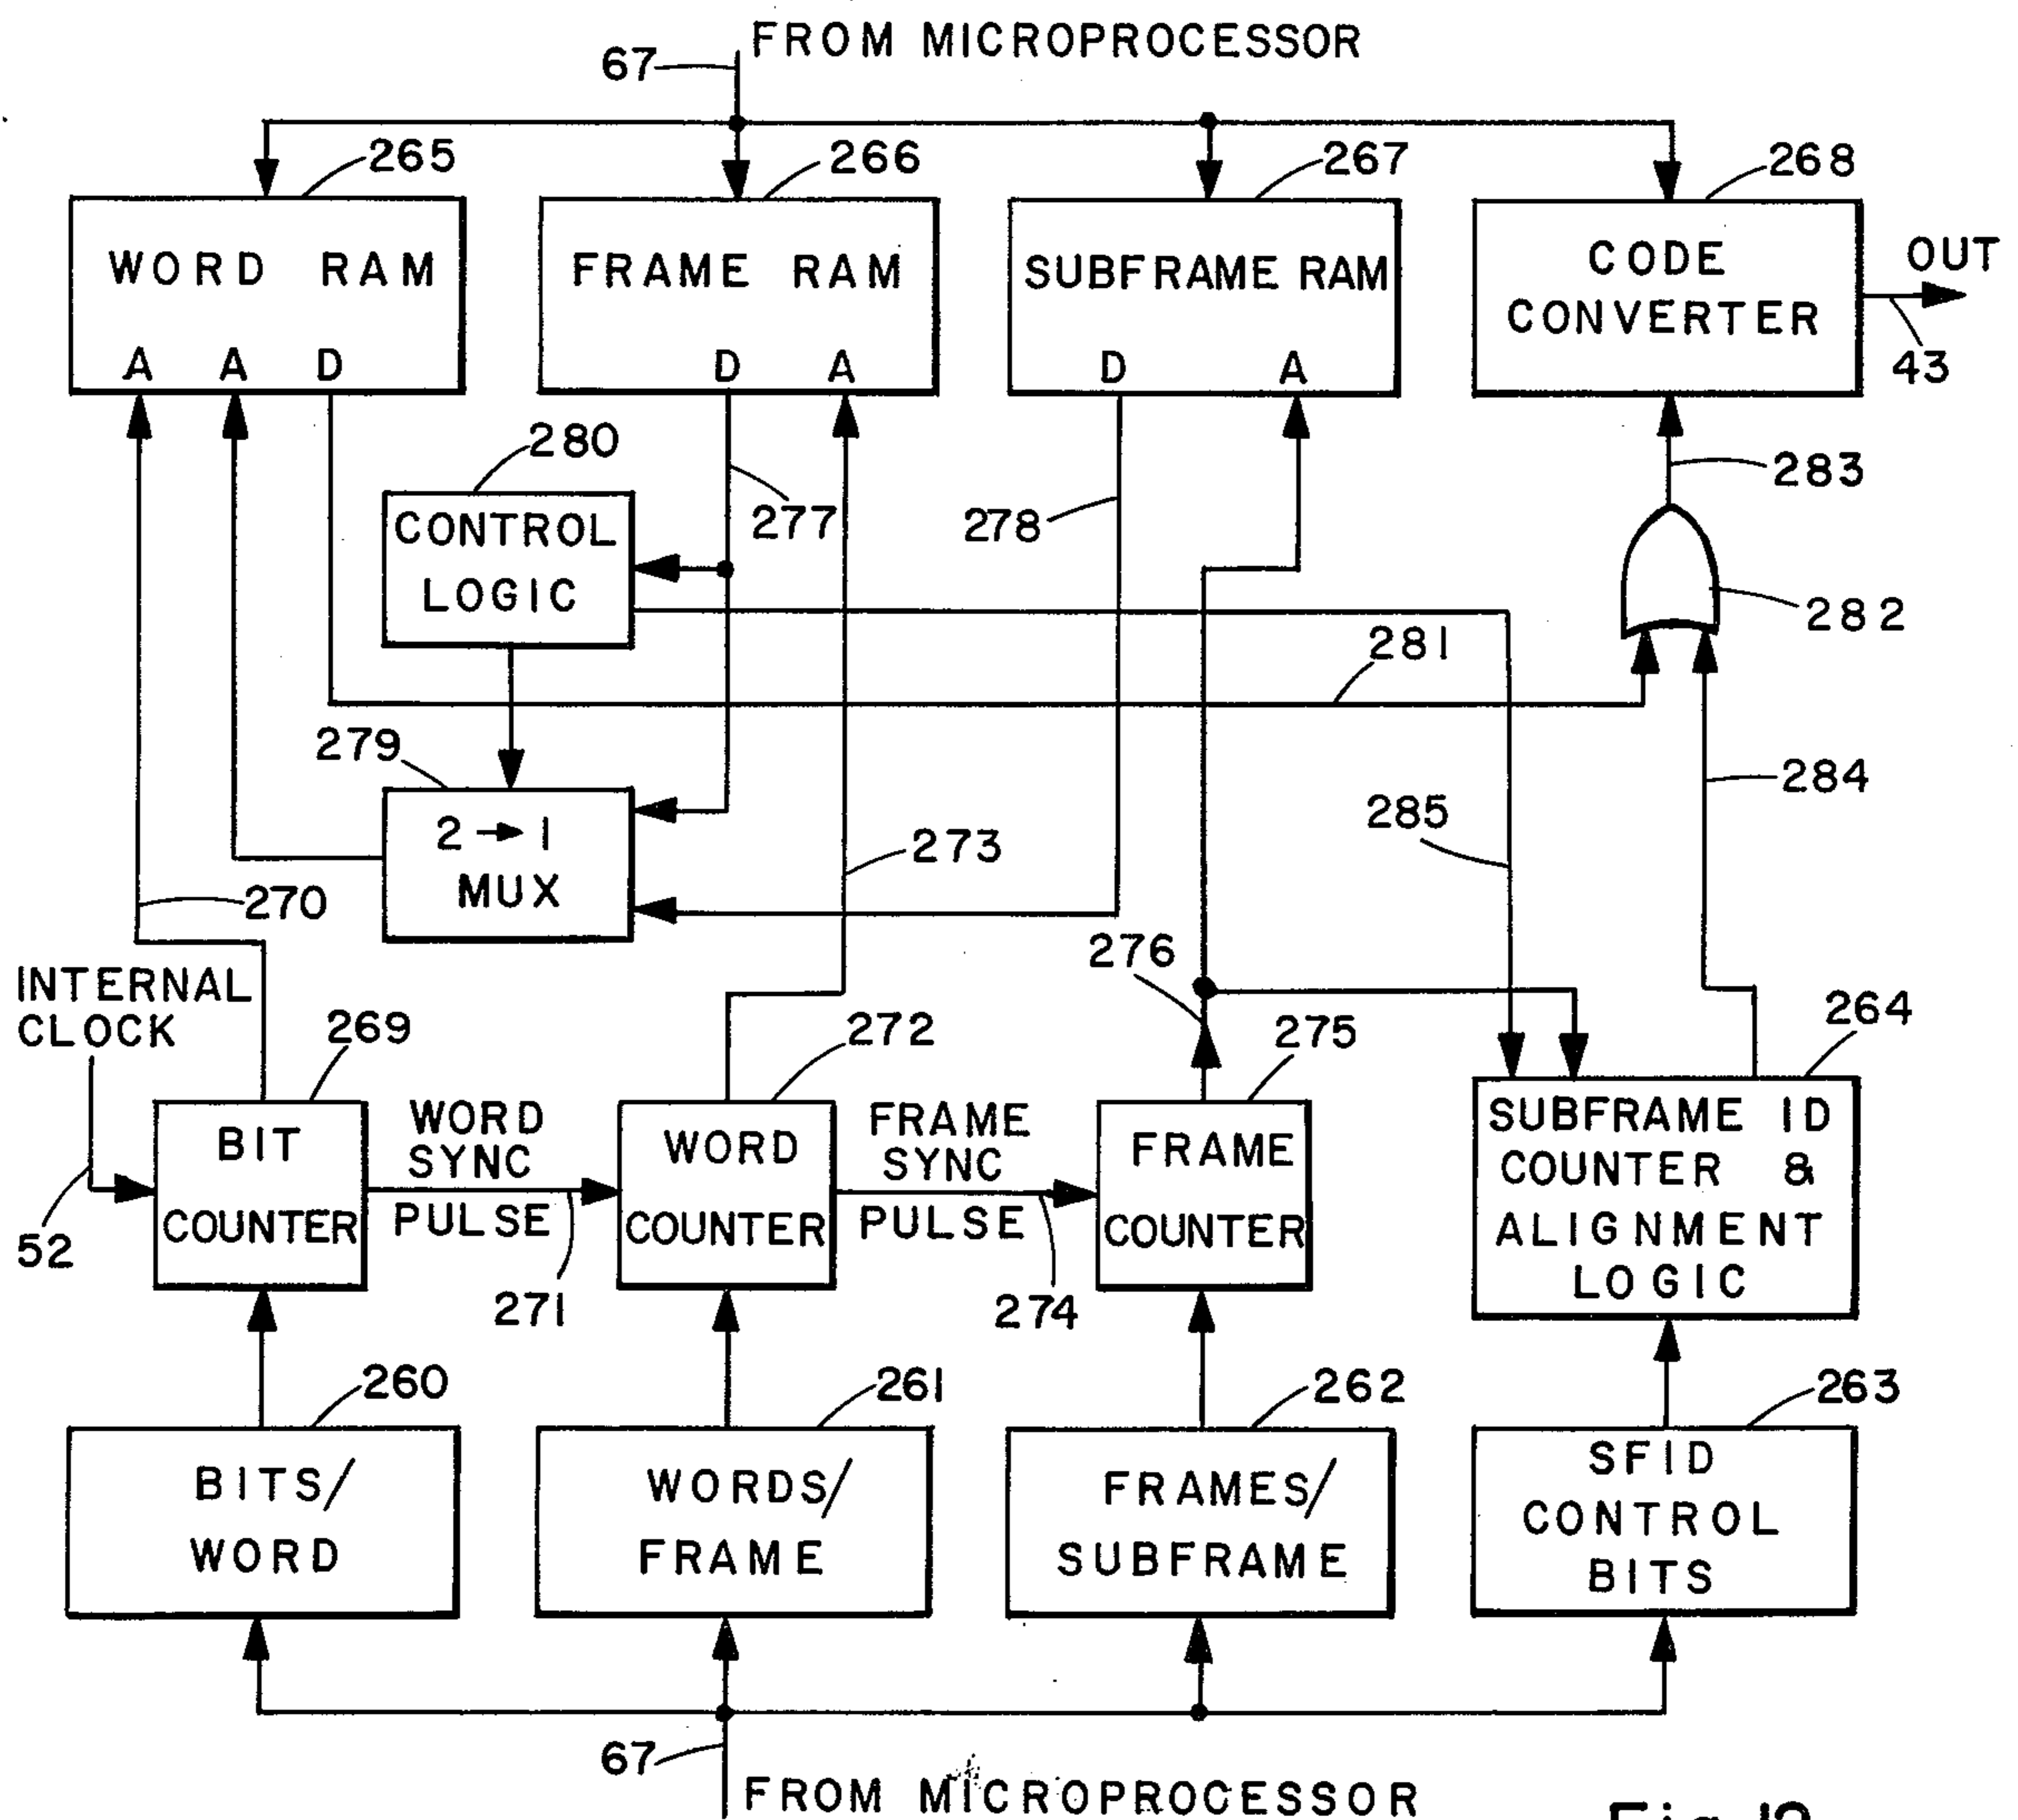 FROM MICROPROCESSOR
67
265
266
267
268
WORD RAM
A A D
FRAME RAM
D A
SUBFRAME RAM
D A
CODE
CONVERTER
OUT
43
280
CONTROL
LOGIC
277
278
283
282
281
279
2 → 1
MUX
284
285
273
270
276
INTERNAL
CLOCK
52
269
BIT
COUNTER
WORD
SYNC
PULSE
271
272
WORD
COUNTER
FRAME
SYNC
PULSE
274
275
FRAME
COUNTER
264
SUBFRAME ID
COUNTER &
ALIGNMENT
LOGIC
260
BITS/
WORD
261
WORDS/
FRAME
262
FRAMES/
SUBFRAME
263
SFID
CONTROL
BITS
67
FROM MICROPROCESSOR